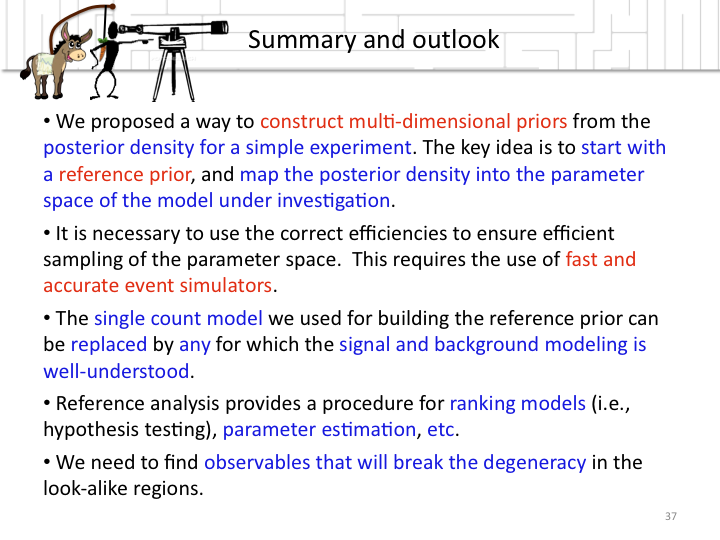 Summary and outlook
• We proposed a way to construct multi-dimensional priors from the
posterior density for a simple experiment. The key idea is to start with
a reference prior, and map the posterior density into the parameter
space of the model under investigation.
• It is necessary to use the correct efficiencies to ensure efficient
sampling of the parameter space.  This requires the use of fast and
accurate event simulators.
• The single count model we used for building the reference prior can
be replaced by any for which the signal and background modeling is
well-understood.
• Reference analysis provides a procedure for ranking models (i.e.,
hypothesis testing), parameter estimation, etc.
• We need to find observables that will break the degeneracy in the
look-alike regions.
37